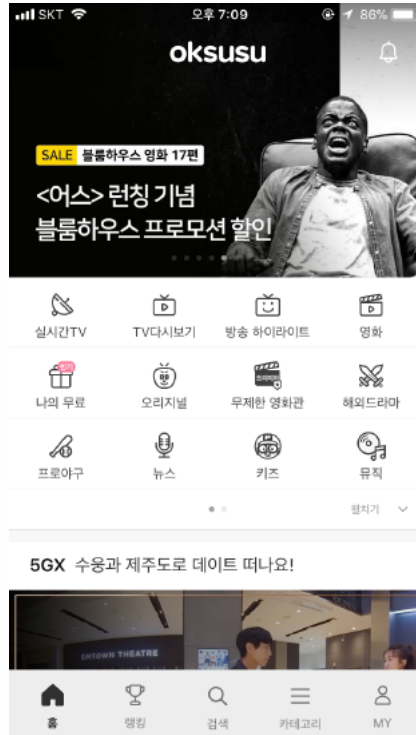 SKT 오후 7:09 86%
oksusu
SALE 블룸하우스 영화 17편
<어스> 런칭 기념
블룸하우스 프로모션 할인
실시간TV TV다시보기 방송 하이라이트 영화
인기
나의 무료 오리지널 무제한 영화관 해외드라마
프로야구 뉴스 키즈 뮤직
펼치기
5GX 수웅과 제주도로 데이트 떠나요!
SMTOWN THEATRE
홈 랭킹 검색 카테고리 MY